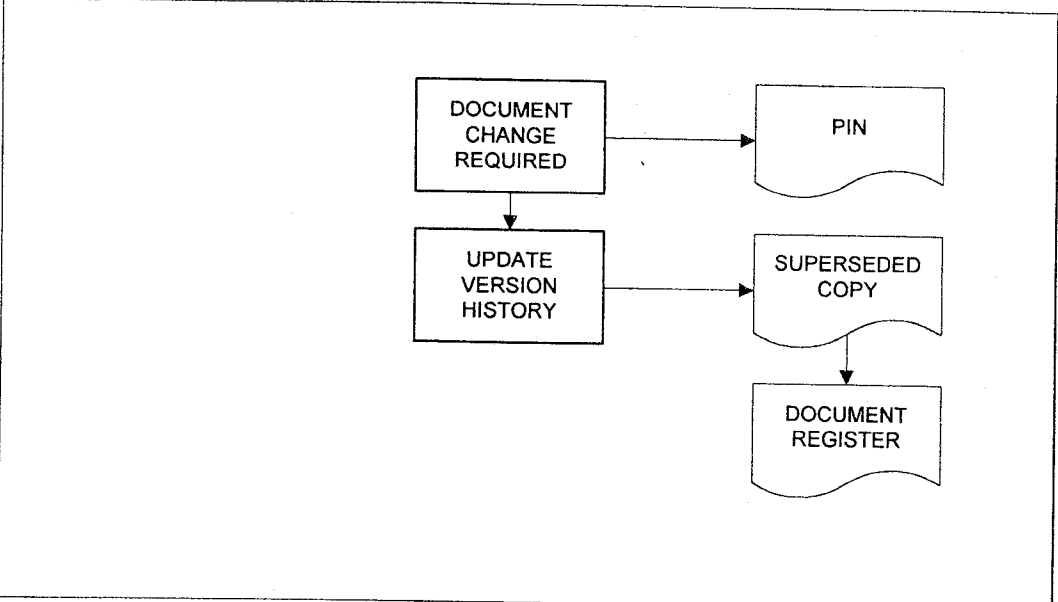 DOCUMENT
CHANGE
REQUIRED
PIN
UPDATE
VERSION
HISTORY
SUPERSEDED
COPY
DOCUMENT
REGISTER